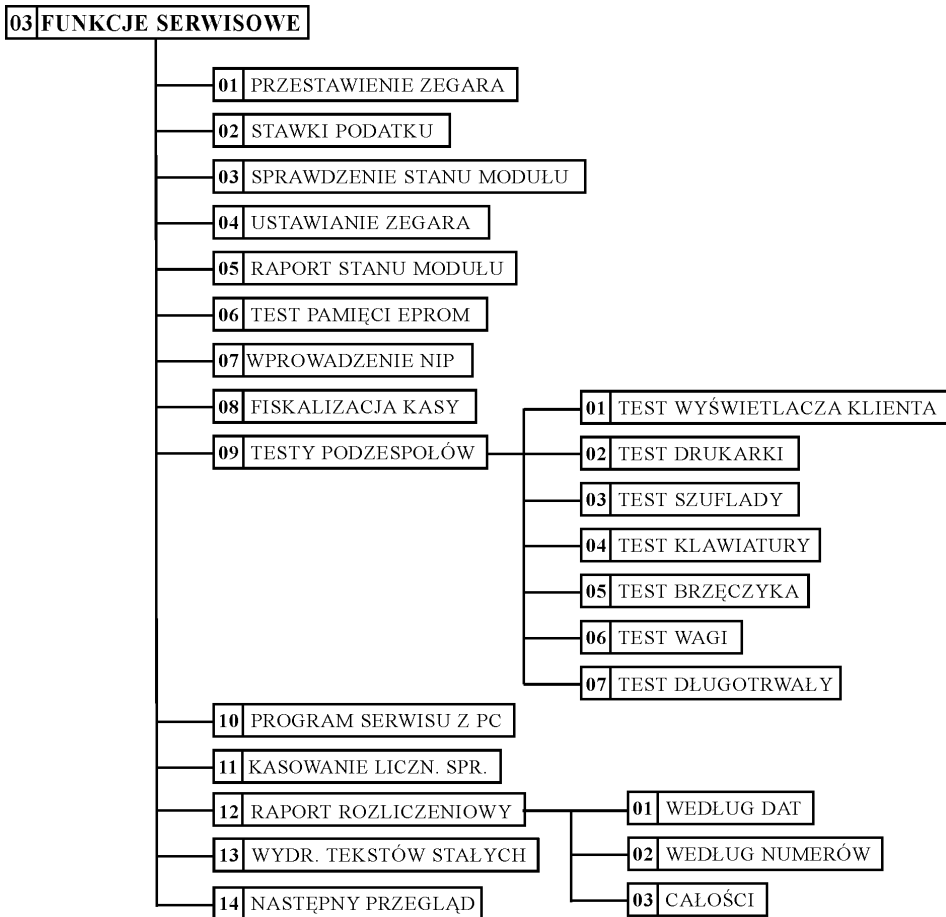 03 FUNKCJE SERWISOWE
01 PRZESTAWIENIE ZEGARA
02 STAWKI PODATKU
03 SPRAWDZENIE STANU MODUŁU
04 USTAWIANIE ZEGARA
05 RAPORT STANU MODUŁU
06 TEST PAMIĘCI EPROM
07 WPROWADZENIE NIP
08 FISKALIZACJA KASY
09 TESTY PODZESPOŁÓW
01 TEST WYŚWIETLACZA KLIENTA
02 TEST DRUKARKI
03 TEST SZUFLADY
04 TEST KLAWIATURY
05 TEST BRZĘCZYKA
06 TEST WAGI
07 TEST DŁUGOTRWAŁY
10 PROGRAM SERWISU Z PC
11 KASOWANIE LICZN. SPR.
12 RAPORT ROZLICZENIOWY
01 WEDŁUG DAT
02 WEDŁUG NUMERÓW
03 CAŁOŚCI
13 WYDR. TEKSTÓW STAŁYCH
14 NASTĘPNY PRZEGLĄD